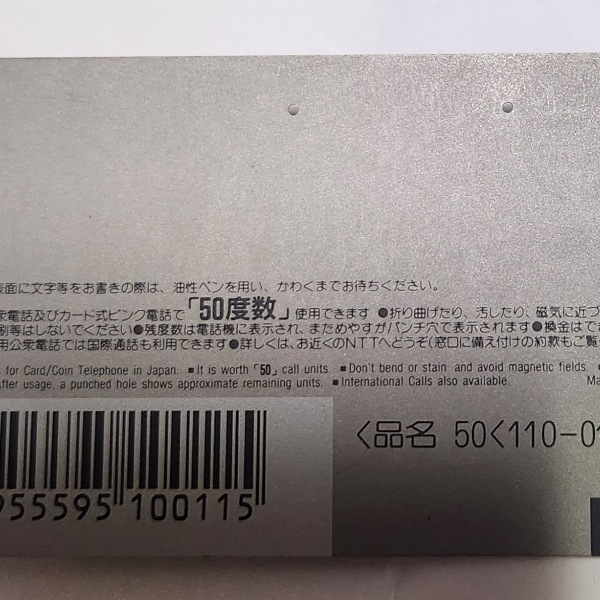 表面に文字等をお書きの際は、油性ペンを用い、かわくまでお待ちください。
衆電話及びカード式ピンク電話で「50度数」使用できます ●折り曲げたり、汚したり、磁気に近づ
刷等はしないでください●残度数は電話機に表示され、まためやすがパンチ穴で表示されます●換金はでき
用公衆電話では国際通話も利用できます●詳しくは、お近くのNTTへどうぞ(窓口に備え付けの約款もご覧
s for Card/Coin Telephone in Japan. ■ It is worth「50」call units. ■ Don't bend or stain and avoid magnetic fields.
After usage, a punched hole shows approximate remaining units. ■ International Calls also available. Ma
〈品名 50〈110-01
955595 100115